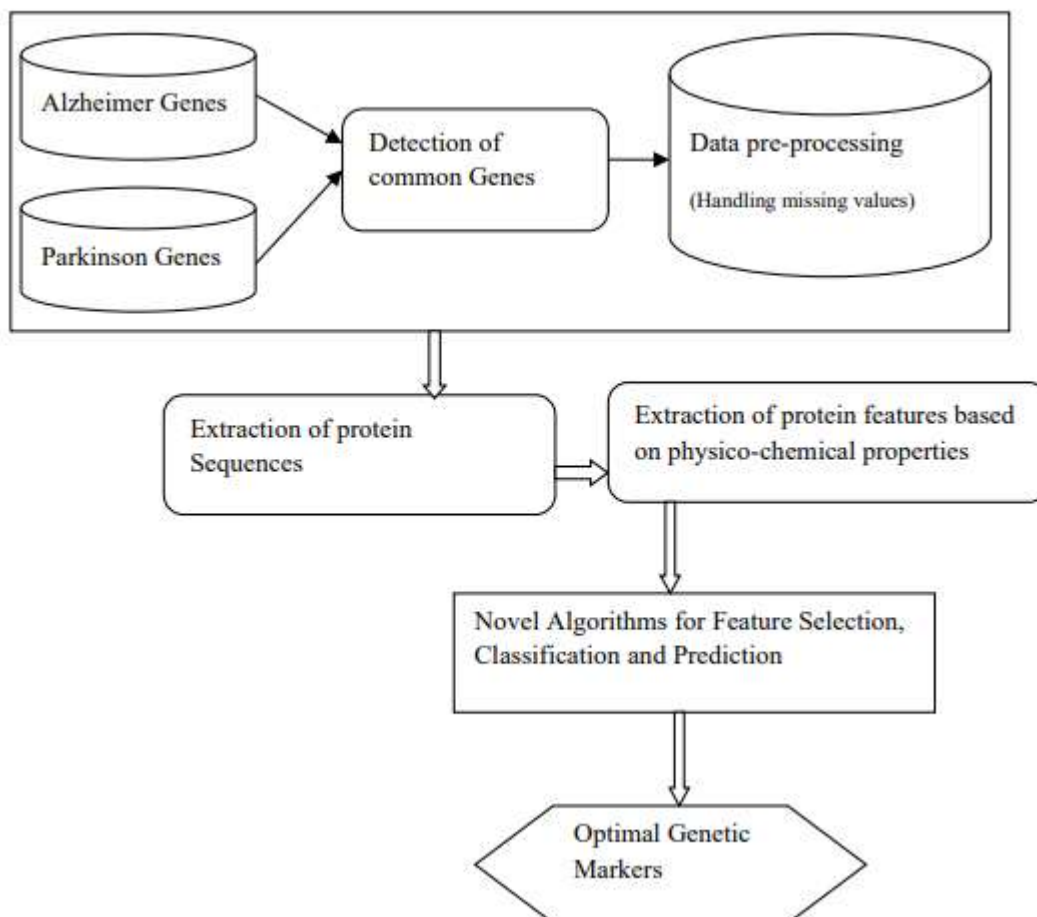 Alzheimer Genes
Parkinson Genes
Detection of
common Genes
Data pre-processing
(Handling missing values)
Extraction of protein
Sequences
Extraction of protein features based
on physico-chemical properties
Novel Algorithms for Feature Selection,
Classification and Prediction
Optimal Genetic
Markers